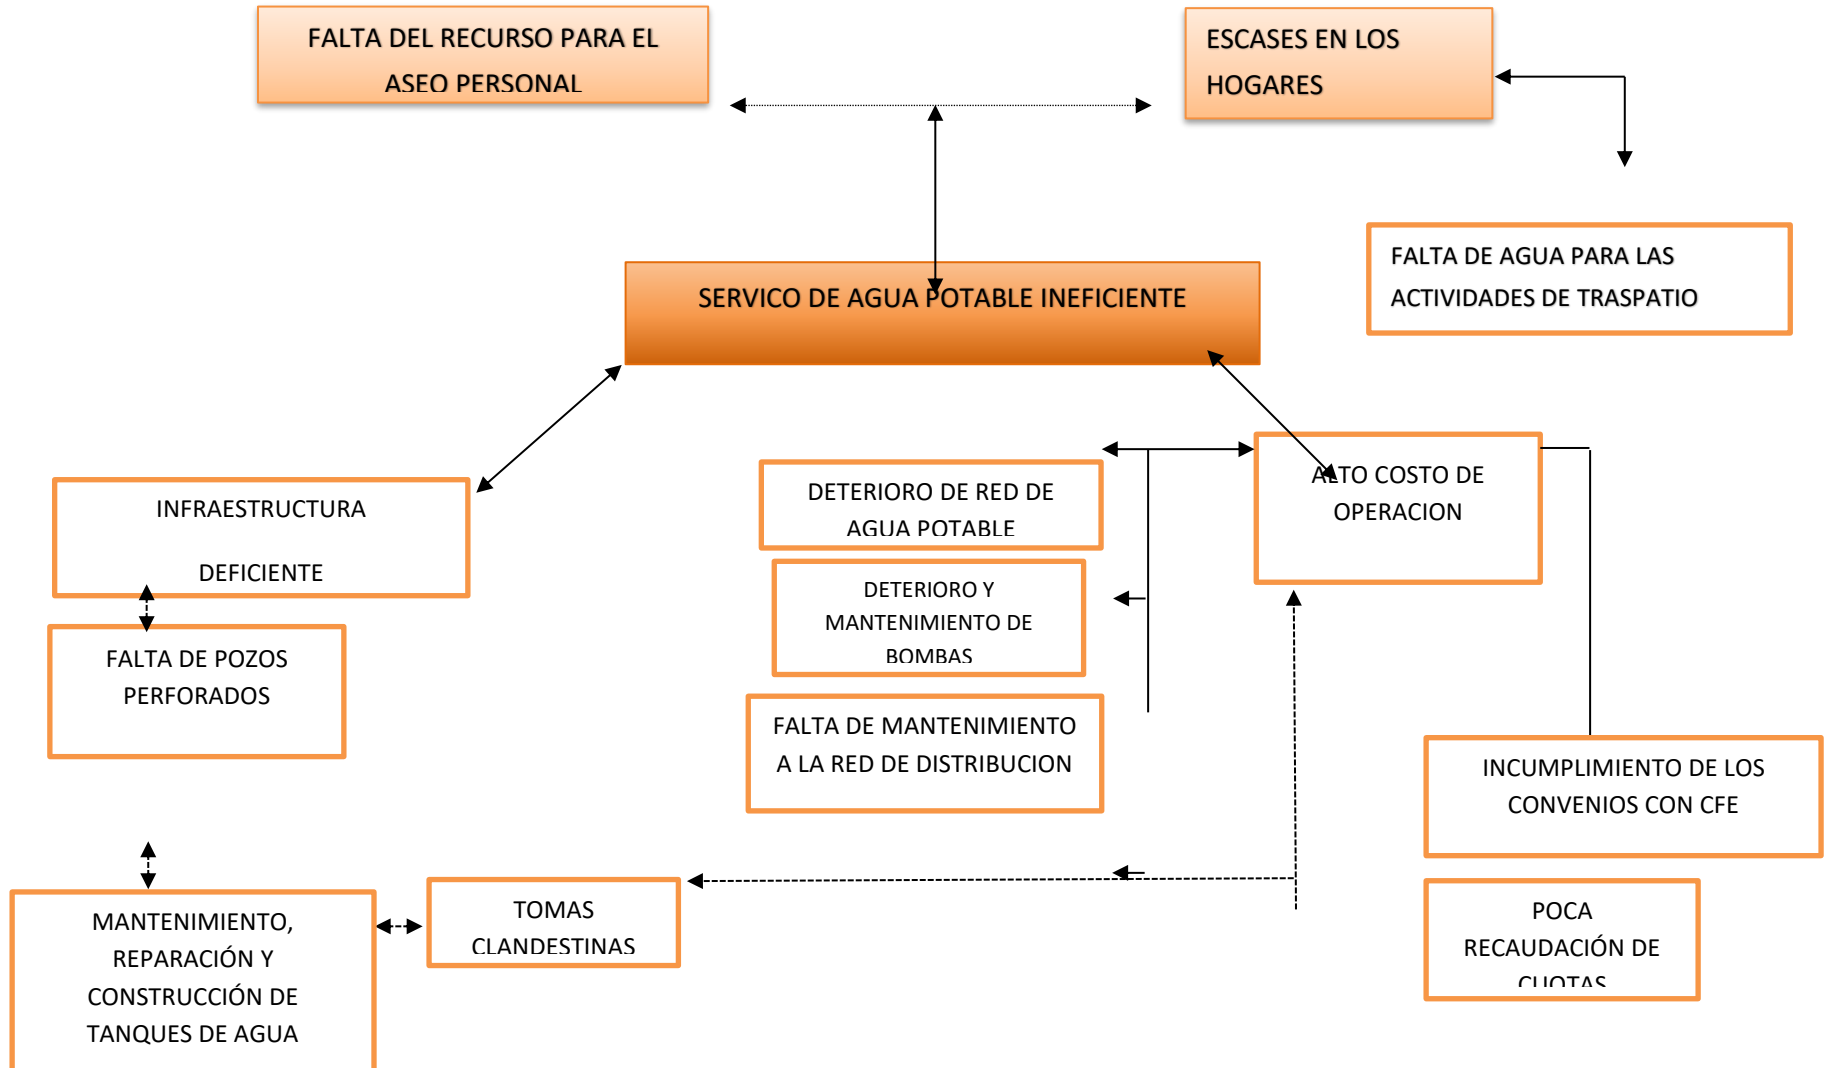 FALTA DEL RECURSO PARA EL
ASEO PERSONAL
ESCASES EN LOS
HOGARES
FALTA DE AGUA PARA LAS
ACTIVIDADES DE TRASPATIO
SERVICO DE AGUA POTABLE INEFICIENTE
INFRAESTRUCTURA
DEFICIENTE
DETERIORO DE RED DE
AGUA POTABLE
ALTO COSTO DE
OPERACION
DETERIORO Y
MANTENIMIENTO DE
BOMBAS
FALTA DE POZOS
PERFORADOS
FALTA DE MANTENIMIENTO
A LA RED DE DISTRIBUCION
INCUMPLIMIENTO DE LOS
CONVENIOS CON CFE
MANTENIMIENTO,
REPARACIÓN Y
CONSTRUCCIÓN DE
TANQUES DE AGUA
TOMAS
CLANDESTINAS
POCA
RECAUDACIÓN DE
CUOTAS